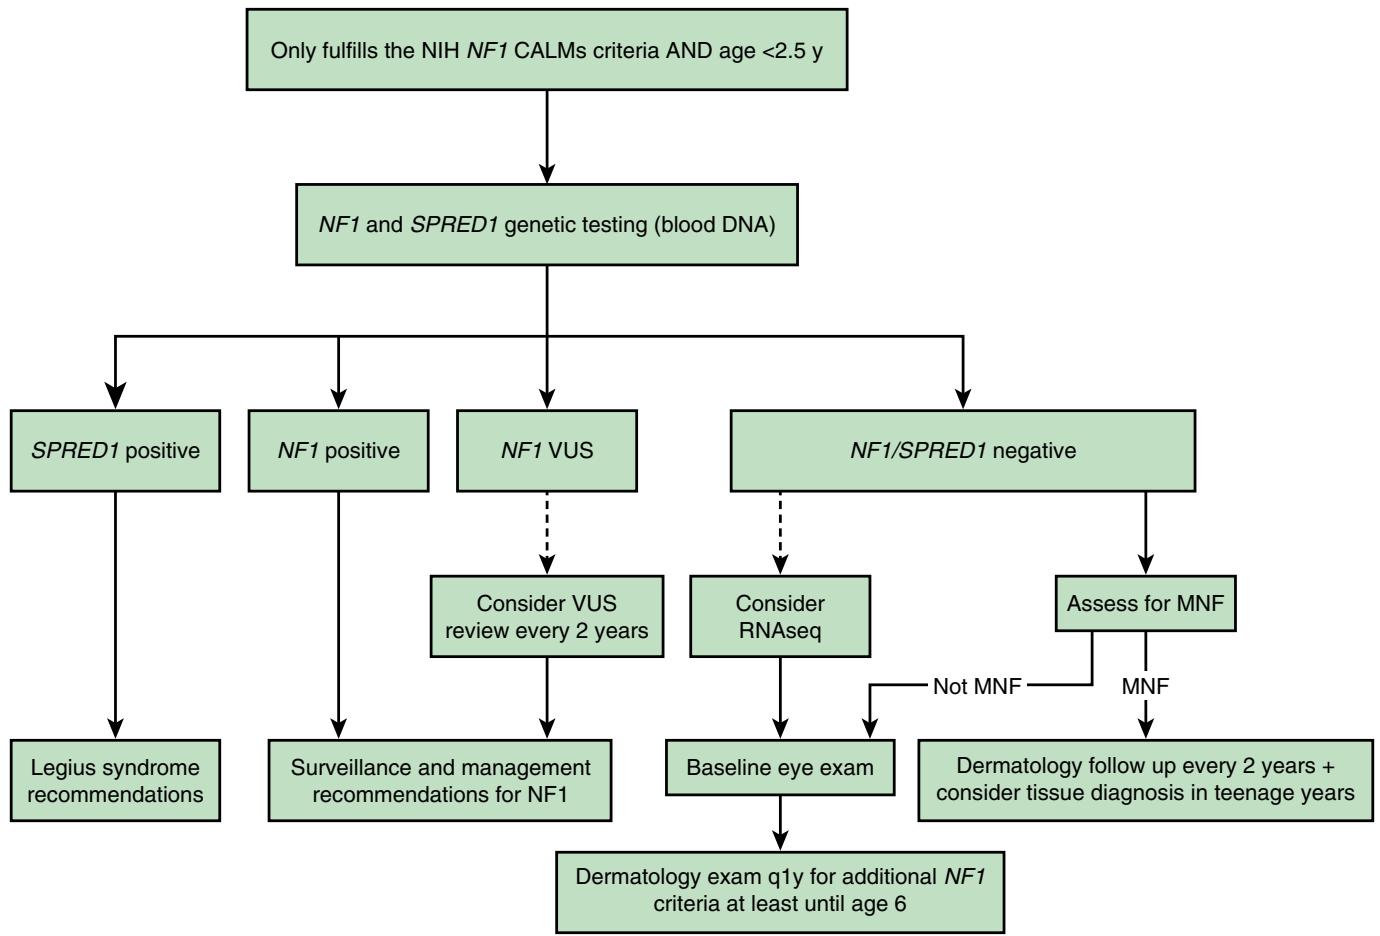 Only fulfills the NIH NF1 CALMs criteria AND age <2.5 y
NF1 and SPRED1 genetic testing (blood DNA)
SPRED1 positive
NF1 positive
NF1 VUS
NF1/SPRED1 negative
Consider VUS
review every 2 years
Consider
RNAseq
Assess for MNF
Not MNF
MNF
Legius syndrome
recommendations
Surveillance and management
recommendations for NF1
Baseline eye exam
Dermatology follow up every 2 years +
consider tissue diagnosis in teenage years
Dermatology exam q1y for additional NF1
criteria at least until age 6